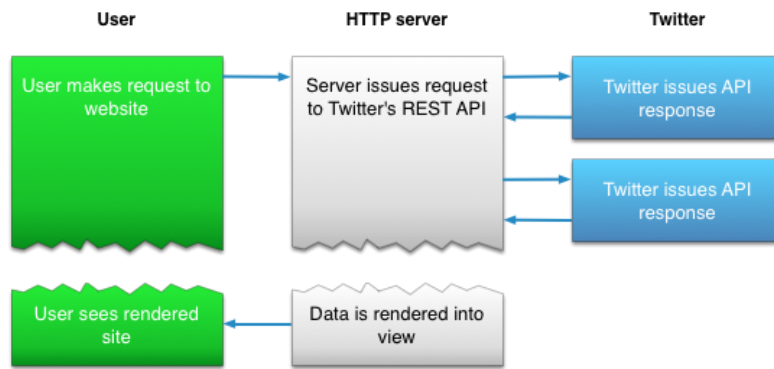 User
HTTP server
Twitter
User makes request to
website
Server issues request
to Twitter's REST API
Twitter issues API
response
Twitter issues API
response
User sees rendered
site
Data is rendered into
view